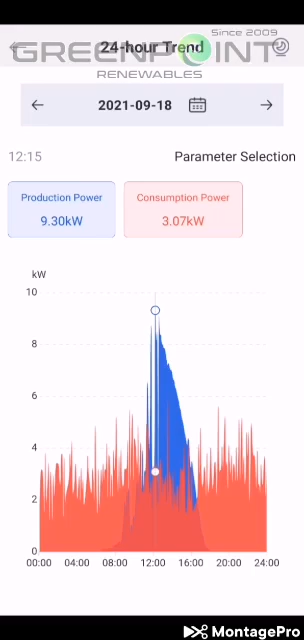 Since 2009
24-hour Trend
GREENPOINT
RENEWABLES
2021-09-18
12:15 Parameter Selection
Production Power Consumption Power
9.30kW 3.07kW
kW
10
8
6
4
2
0
00:00 04:00 08:00 12:00 16:00 20:00 24:00
MontagePro